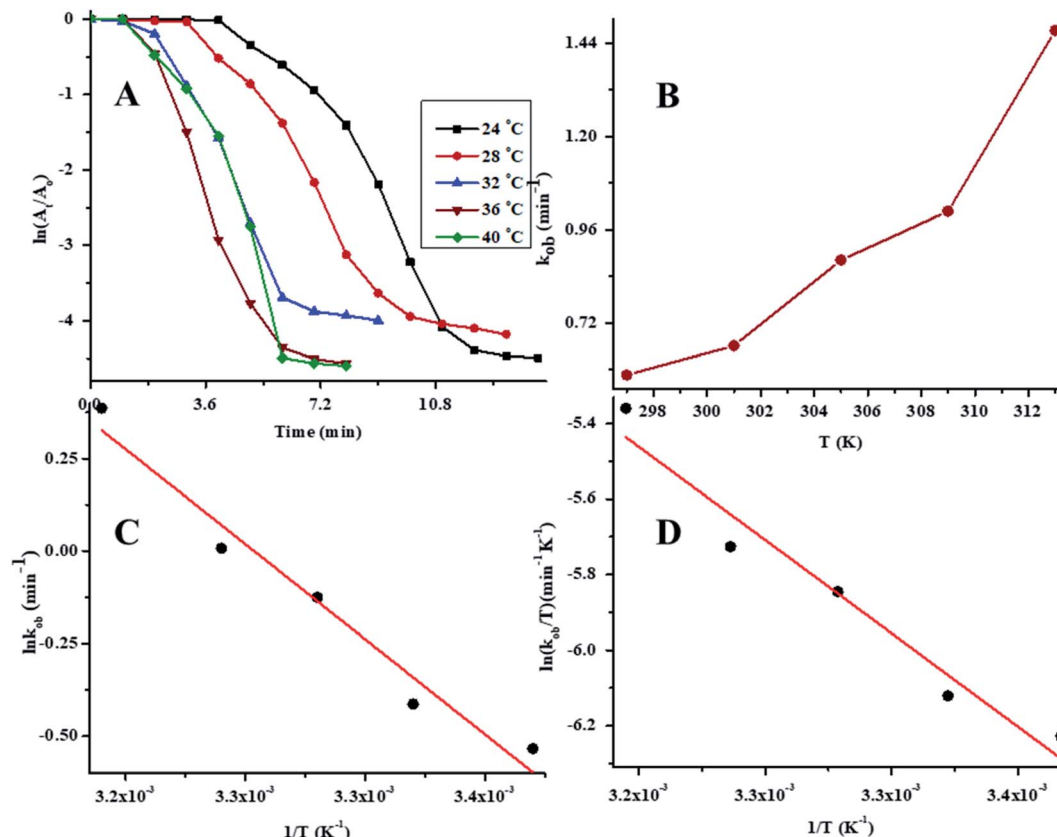 A
0
-1
-2
-3
-4
ln(At/Ao)
24 °C
28 °C
32 °C
36 °C
40 °C
0.0
3.6
7.2
10.8
Time (min)
B
1.44
1.20
0.96
0.72
kob (min-1)
298
300
302
304
306
308
310
312
T (K)
C
0.25
0.00
-0.25
-0.50
lnkob (min-1)
3.2x10-3
3.3x10-3
3.3x10-3
3.4x10-3
1/T (K-1)
D
-5.4
-5.6
-5.8
-6.0
-6.2
ln(kob/T)(min-1 K-1)
3.2x10-3
3.3x10-3
3.3x10-3
3.4x10-3
1/T (K-1)